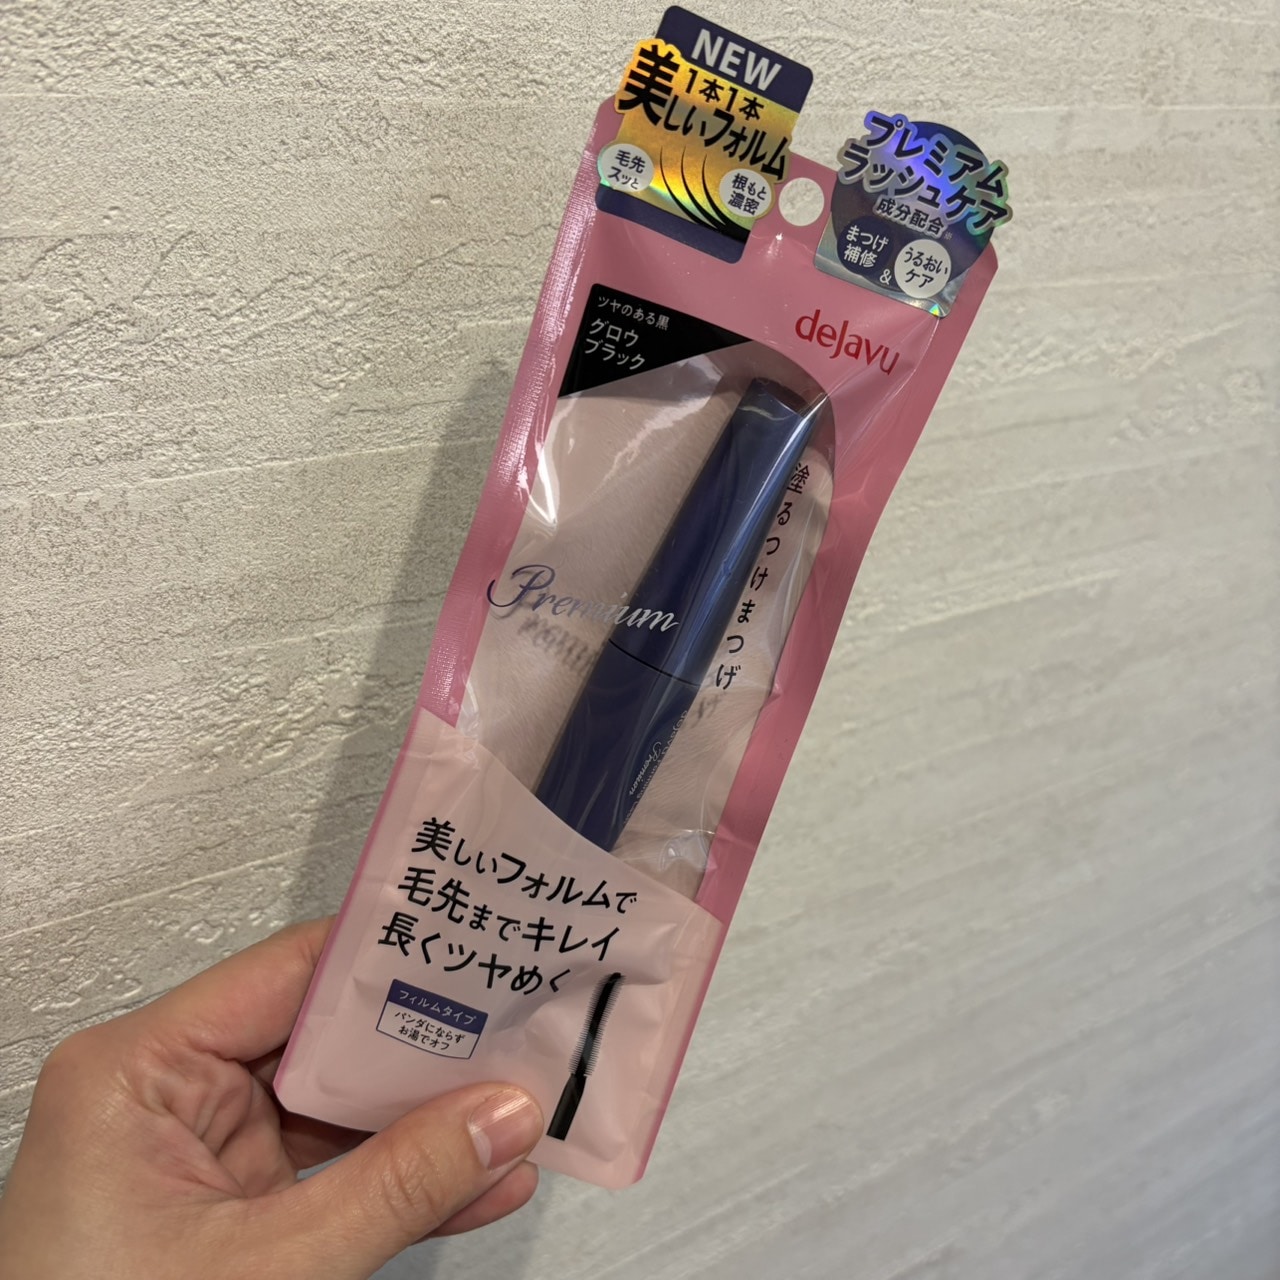 NEW
1本1本
美しいフォルム
毛先
スッと
根もと
濃密
プレミアム
ラッシュケア
成分配合※
まつげ
補修
&
うるおい
ケア
dejavu
ツヤのある黒
グロウ
ブラック
塗るつけまつげ
Premium
Premium
美しいフォルムで
毛先までキレイ
長くツヤめく
フィルムタイプ
パンダにならず
お湯でオフ